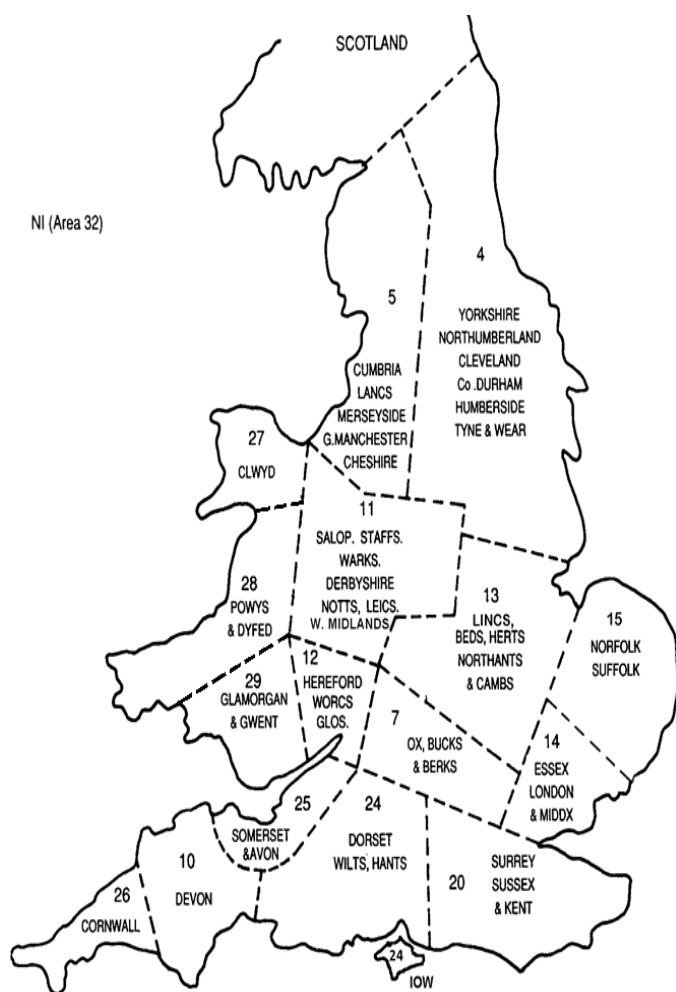 SCOTLAND
NI (Area 32)
4
YORKSHIRE
NORTHUMBERLAND
CLEVELAND
Co.DURHAM
HUMBERSIDE
TYNE & WEAR
5
CUMBRIA
LANCS
MERSEYSIDE
G.MANCHESTER
CHESHIRE
27
CLWYD
11
SALOP. STAFFS.
WARKS.
DERBYSHIRE
NOTTS, LEICS.
W. MIDLANDS
28
POWYS
& DYFED
13
LINCS,
BEDS, HERTS
NORTHANTS
& CAMBS
15
NORFOLK
SUFFOLK
29
GLAMORGAN
& GWENT
12
HEREFORD
WORCS
GLOS.
7
OX, BUCKS
& BERKS
14
ESSEX
LONDON
& MIDDX
25
SOMERSET
&AVON
24
DORSET
WILTS, HANTS
20
SURREY
SUSSEX
& KENT
10
DEVON
26
CORNWALL
24
IOW